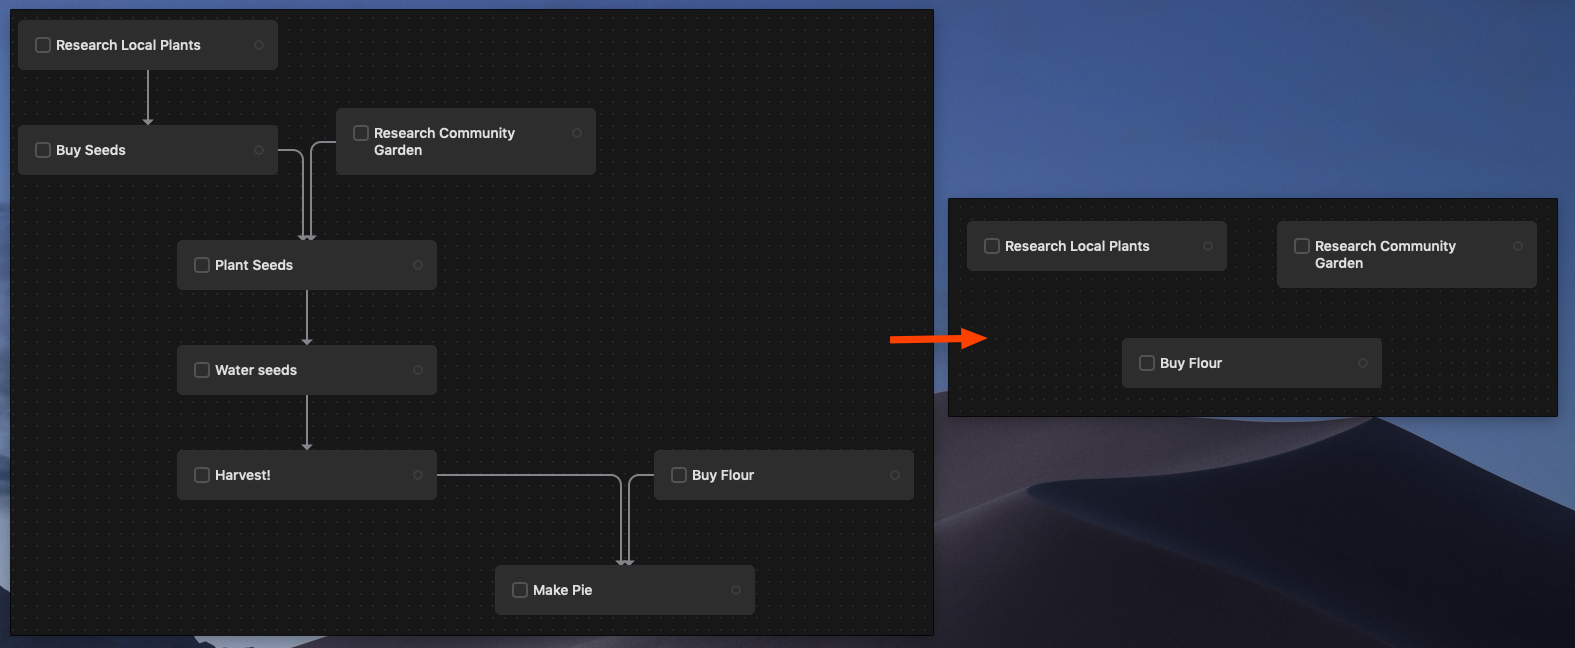 Research Local Plants
Buy Seeds
Research Community
Garden
Plant Seeds
Water seeds
Harvest!
Buy Flour
Make Pie
Research Local Plants
Research Community
Garden
Buy Flour